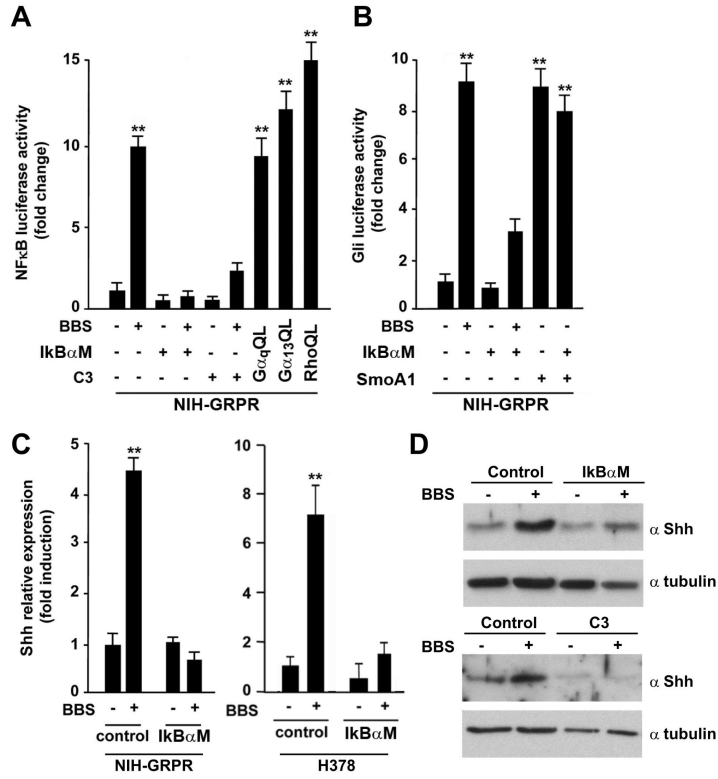 A
NFκB luciferase activity
(fold change)
15
10
5
0
** ** ** **
BBS - + - + - +
IkBαM - - + + - -
C3 - - - - + +
GαqQL
Gα13QL
RhoQL
NIH-GRPR
B
Gli luciferase activity
(fold change)
10
8
6
4
2
0
** ** **
BBS - + - + - -
IkBαM - - + + - +
SmoA1 - - - - + +
NIH-GRPR
C
Shh relative expression
(fold induction)
5
4
3
2
1
0
**
BBS - + - +
control IkBαM
NIH-GRPR
10
8
6
4
2
0
**
BBS - + - +
control IkBαM
H378
D
Control IkBαM
BBS - + - +
α Shh
α tubulin
Control C3
BBS - + - +
α Shh
α tubulin